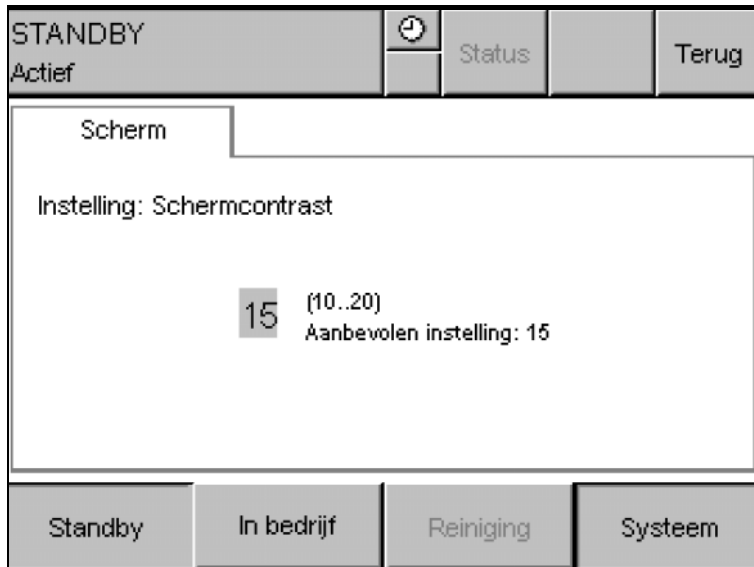 STANDBY
Actief
Status
Terug
Scherm
Instelling: Schermcontrast
15
(10..20)
Aanbevolen instelling: 15
Standby
In bedrijf
Reiniging
Systeem